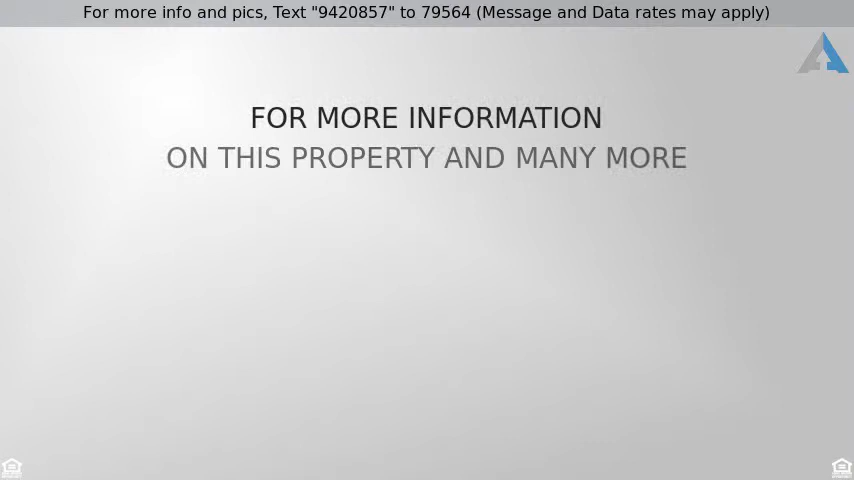 For more info and pics, Text "9420857" to 79564 (Message and Data rates may apply)
FOR MORE INFORMATION
ON THIS PROPERTY AND MANY MORE